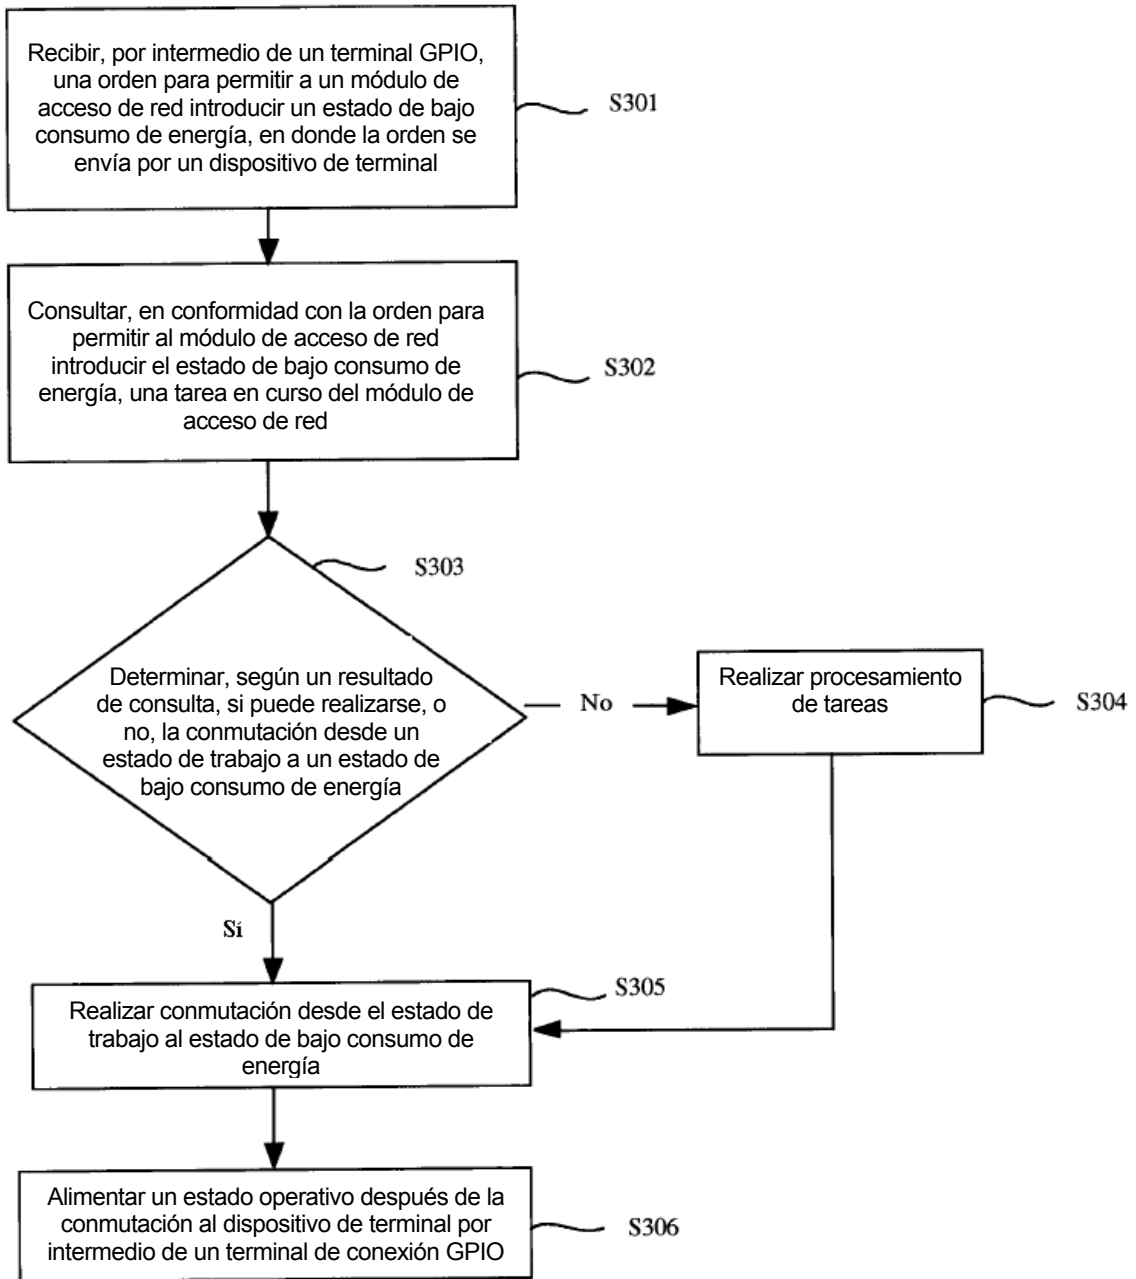 Recibir, por intermedio de un terminal GPIO,
una orden para permitir a un módulo de
acceso de red introducir un estado de bajo
consumo de energía, en donde la orden se
envía por un dispositivo de terminal
S301
Consultar, en conformidad con la orden para
permitir al módulo de acceso de red
introducir el estado de bajo consumo de
energía, una tarea en curso del módulo de
acceso de red
S302
S303
Determinar, según un resultado
de consulta, si puede realizarse, o
no, la conmutación desde un
estado de trabajo a un estado de
bajo consumo de energía
No
Realizar procesamiento
de tareas
S304
Sí
Realizar conmutación desde el estado de
trabajo al estado de bajo consumo de
energía
S305
Alimentar un estado operativo después de la
conmutación al dispositivo de terminal por
intermedio de un terminal de conexión GPIO
S306